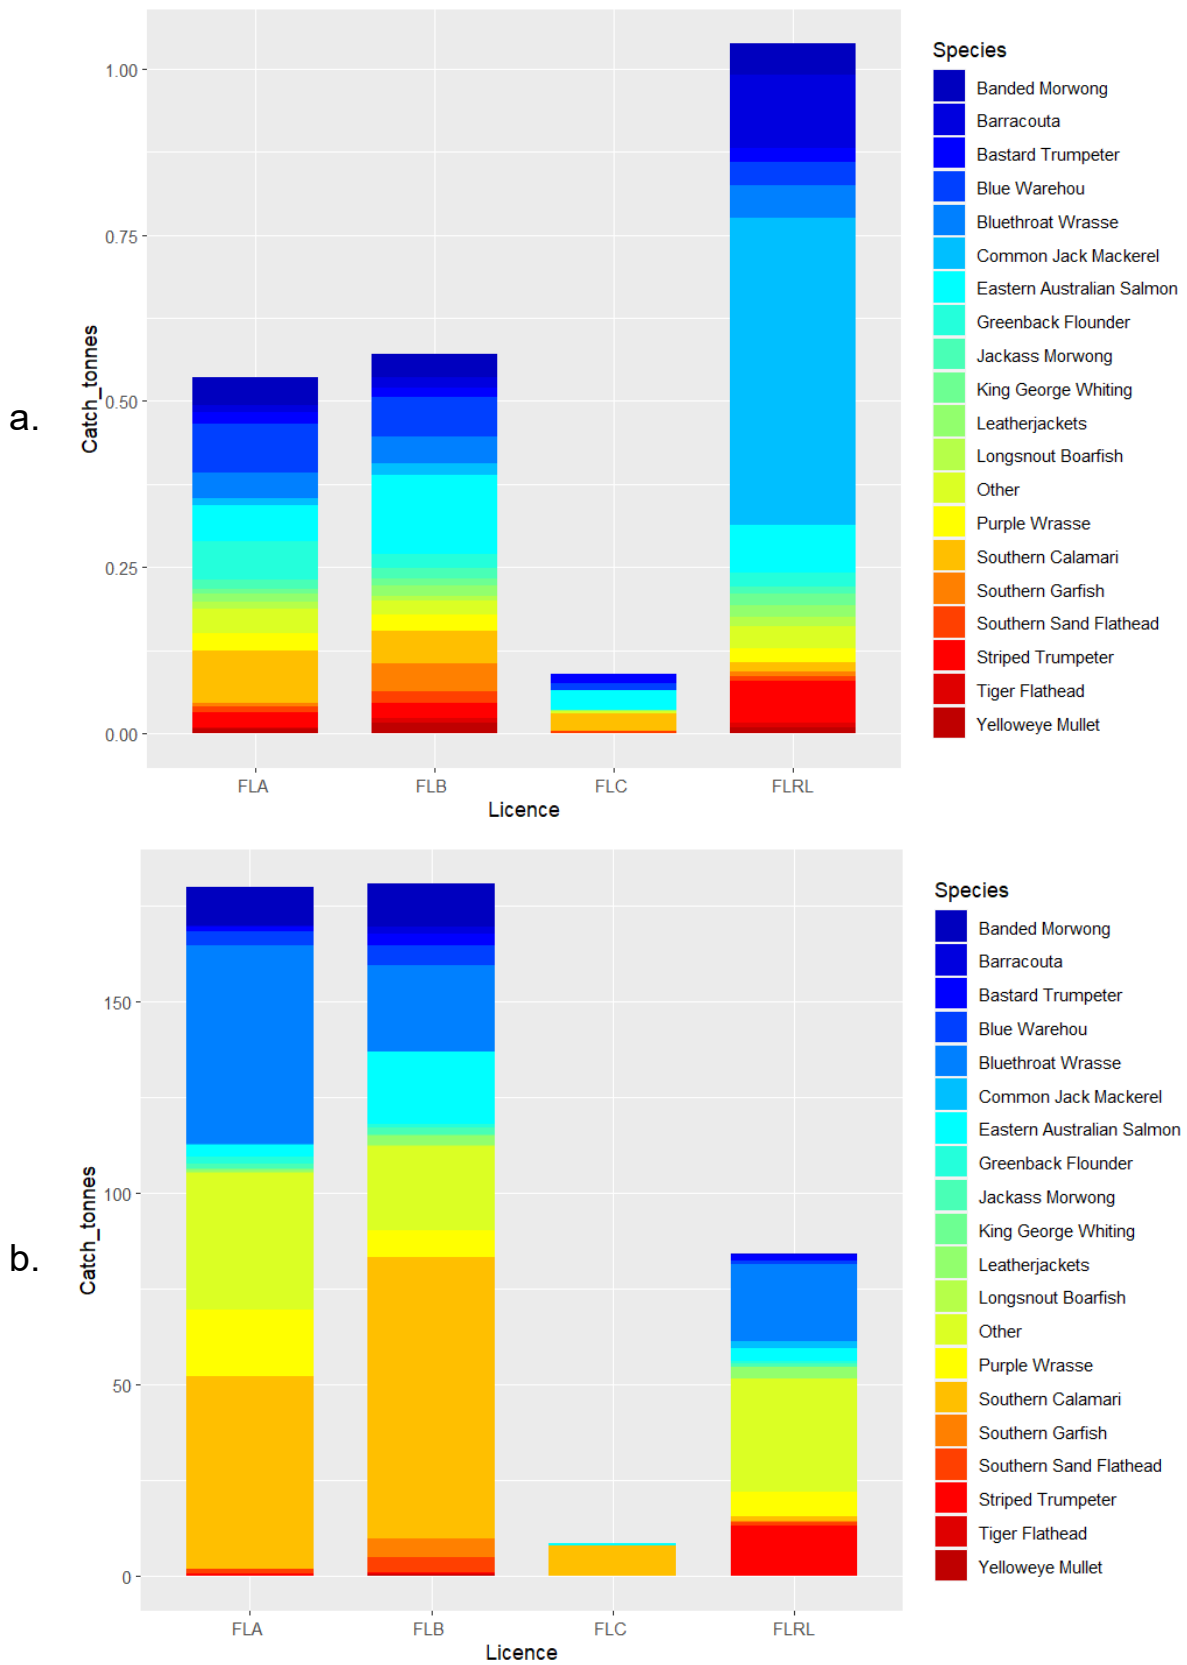 a.
Catch_tonnes
1.00
0.75
0.50
0.25
0.00
FLA FLB FLC FLRL
Licence
Species
Banded Morwong
Barracouta
Bastard Trumpeter
Blue Warehou
Bluethroat Wrasse
Common Jack Mackerel
Eastern Australian Salmon
Greenback Flounder
Jackass Morwong
King George Whiting
Leatherjackets
Longsnout Boarfish
Other
Purple Wrasse
Southern Calamari
Southern Garfish
Southern Sand Flathead
Striped Trumpeter
Tiger Flathead
Yelloweye Mullet
b.
Catch_tonnes
150
100
50
0
FLA FLB FLC FLRL
Licence
Species
Banded Morwong
Barracouta
Bastard Trumpeter
Blue Warehou
Bluethroat Wrasse
Common Jack Mackerel
Eastern Australian Salmon
Greenback Flounder
Jackass Morwong
King George Whiting
Leatherjackets
Longsnout Boarfish
Other
Purple Wrasse
Southern Calamari
Southern Garfish
Southern Sand Flathead
Striped Trumpeter
Tiger Flathead
Yelloweye Mullet